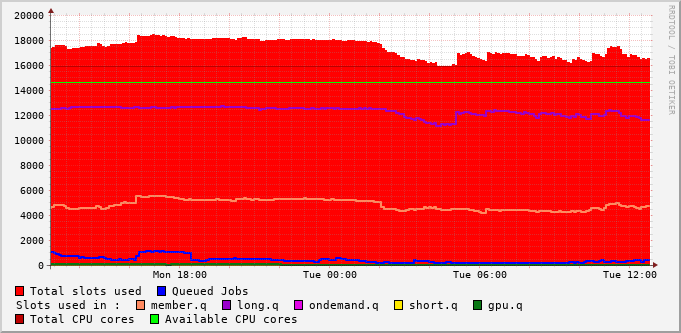 20000
18000
16000
14000
12000
10000
8000
6000
4000
2000
0
Mon 18:00 Tue 00:00 Tue 06:00 Tue 12:00
Total slots used Queued Jobs
Slots used in : member.q long.q ondemand.q short.q gpu.q
Total CPU cores Available CPU cores
RRDTOOL / TOBI OETIKER